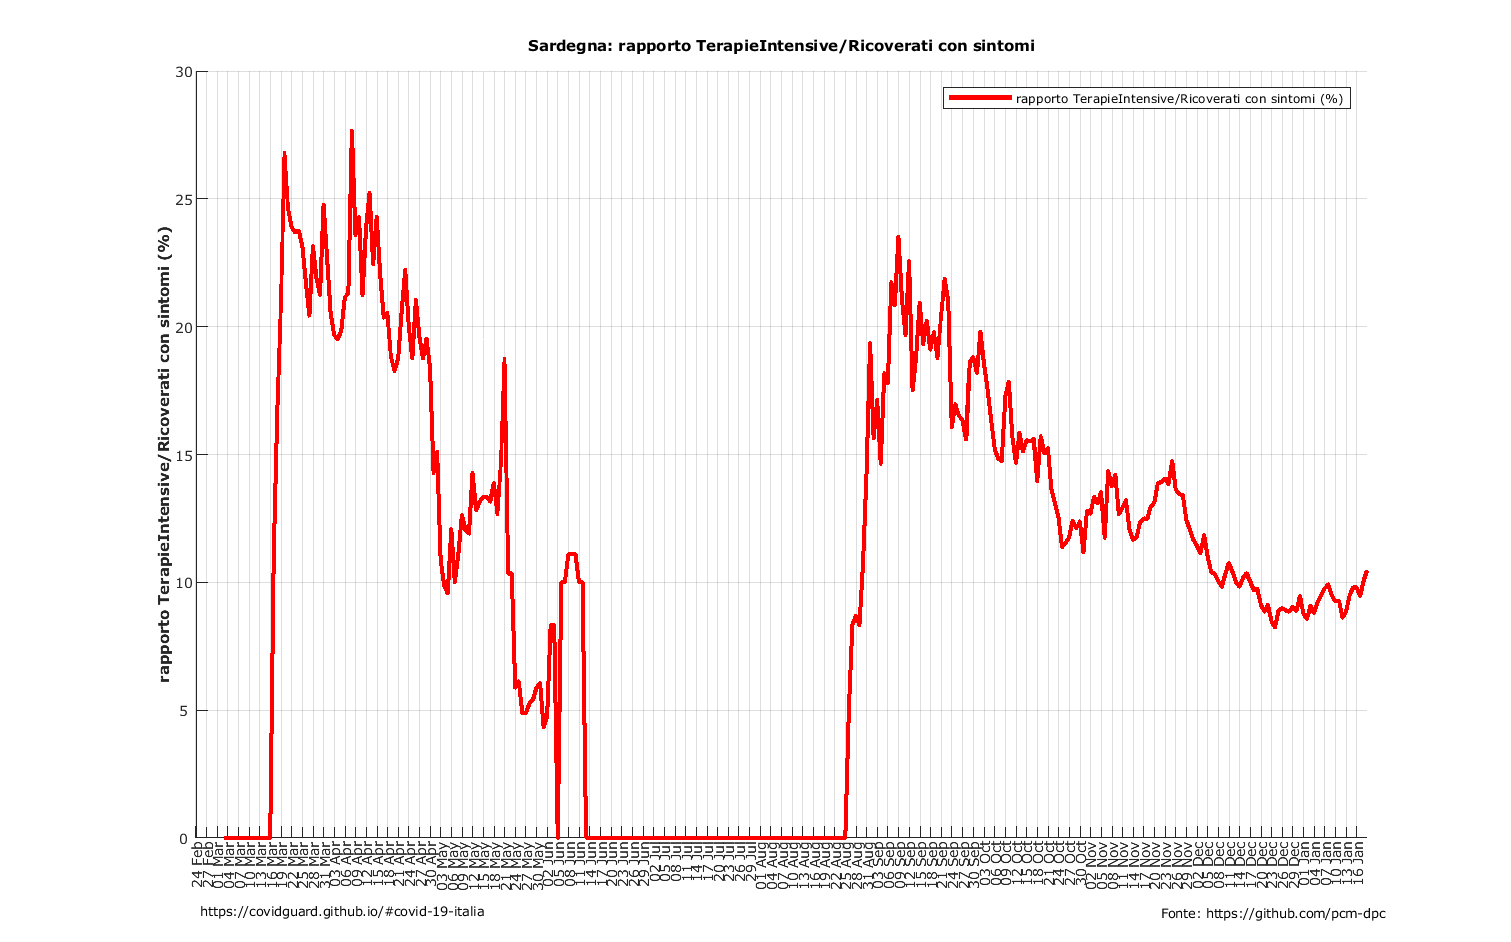 Sardegna: rapporto TerapieIntensive/Ricoverati con sintomi
rapporto TerapieIntensive/Ricoverati con sintomi (%)
rapporto TerapieIntensive/Ricoverati con sintomi (%)
30
25
20
15
10
5
0
24 Feb
27 Feb
01 Mar
04 Mar
07 Mar
10 Mar
13 Mar
16 Mar
19 Mar
22 Mar
25 Mar
28 Mar
31 Mar
03 Apr
06 Apr
09 Apr
12 Apr
15 Apr
18 Apr
21 Apr
24 Apr
27 Apr
30 Apr
03 May
06 May
09 May
12 May
15 May
18 May
21 May
24 May
27 May
30 May
02 Jun
05 Jun
08 Jun
11 Jun
14 Jun
17 Jun
20 Jun
23 Jun
26 Jun
29 Jun
02 Jul
05 Jul
08 Jul
11 Jul
14 Jul
17 Jul
20 Jul
23 Jul
26 Jul
29 Jul
01 Aug
04 Aug
07 Aug
10 Aug
13 Aug
16 Aug
19 Aug
22 Aug
25 Aug
28 Aug
31 Aug
03 Sep
06 Sep
09 Sep
12 Sep
15 Sep
18 Sep
21 Sep
24 Sep
27 Sep
30 Sep
03 Oct
06 Oct
09 Oct
12 Oct
15 Oct
18 Oct
21 Oct
24 Oct
27 Oct
30 Oct
02 Nov
05 Nov
08 Nov
11 Nov
14 Nov
17 Nov
20 Nov
23 Nov
26 Nov
29 Nov
02 Dec
05 Dec
08 Dec
11 Dec
14 Dec
17 Dec
20 Dec
23 Dec
26 Dec
29 Dec
01 Jan
04 Jan
07 Jan
10 Jan
13 Jan
16 Jan
https://covidguard.github.io/#covid-19-italia
Fonte: https://github.com/pcm-dpc